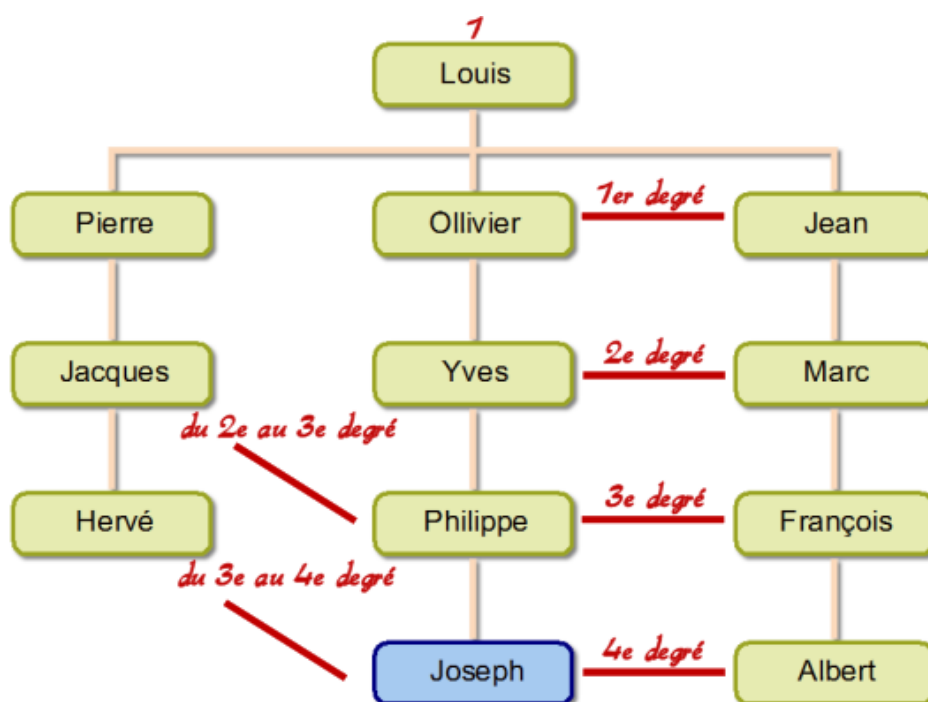 1
Louis
Pierre
Ollivier
1er degré
Jean
Jacques
Yves
2e degré
Marc
du 2e au 3e degré
Hervé
Philippe
3e degré
François
du 3e au 4e degré
Joseph
4e degré
Albert